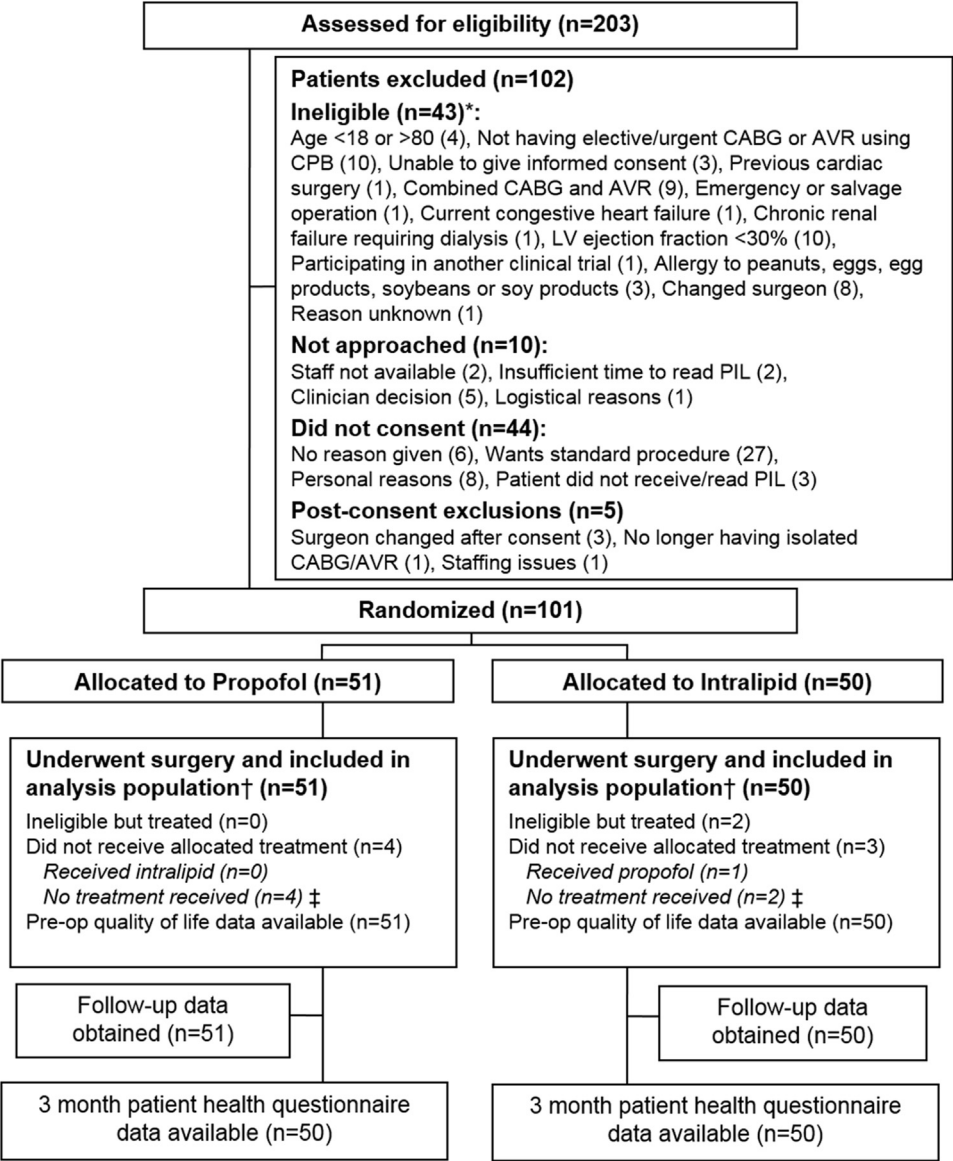 Assessed for eligibility (n=203)
Patients excluded (n=102)
Ineligible (n=43)*:
Age <18 or >80 (4), Not having elective/urgent CABG or AVR using
CPB (10), Unable to give informed consent (3), Previous cardiac
surgery (1), Combined CABG and AVR (9), Emergency or salvage
operation (1), Current congestive heart failure (1), Chronic renal
failure requiring dialysis (1), LV ejection fraction <30% (10),
Participating in another clinical trial (1), Allergy to peanuts, eggs, egg
products, soybeans or soy products (3), Changed surgeon (8),
Reason unknown (1)
Not approached (n=10):
Staff not available (2), Insufficient time to read PIL (2),
Clinician decision (5), Logistical reasons (1)
Did not consent (n=44):
No reason given (6), Wants standard procedure (27),
Personal reasons (8), Patient did not receive/read PIL (3)
Post-consent exclusions (n=5)
Surgeon changed after consent (3), No longer having isolated
CABG/AVR (1), Staffing issues (1)
Randomized (n=101)
Allocated to Propofol (n=51)
Underwent surgery and included in
analysis population† (n=51)
Ineligible but treated (n=0)
Did not receive allocated treatment (n=4)
Received intralipid (n=0)
No treatment received (n=4) ‡
Pre-op quality of life data available (n=51)
Follow-up data
obtained (n=51)
3 month patient health questionnaire
data available (n=50)
Allocated to Intralipid (n=50)
Underwent surgery and included in
analysis population† (n=50)
Ineligible but treated (n=2)
Did not receive allocated treatment (n=3)
Received propofol (n=1)
No treatment received (n=2) ‡
Pre-op quality of life data available (n=50)
Follow-up data
obtained (n=50)
3 month patient health questionnaire
data available (n=50)